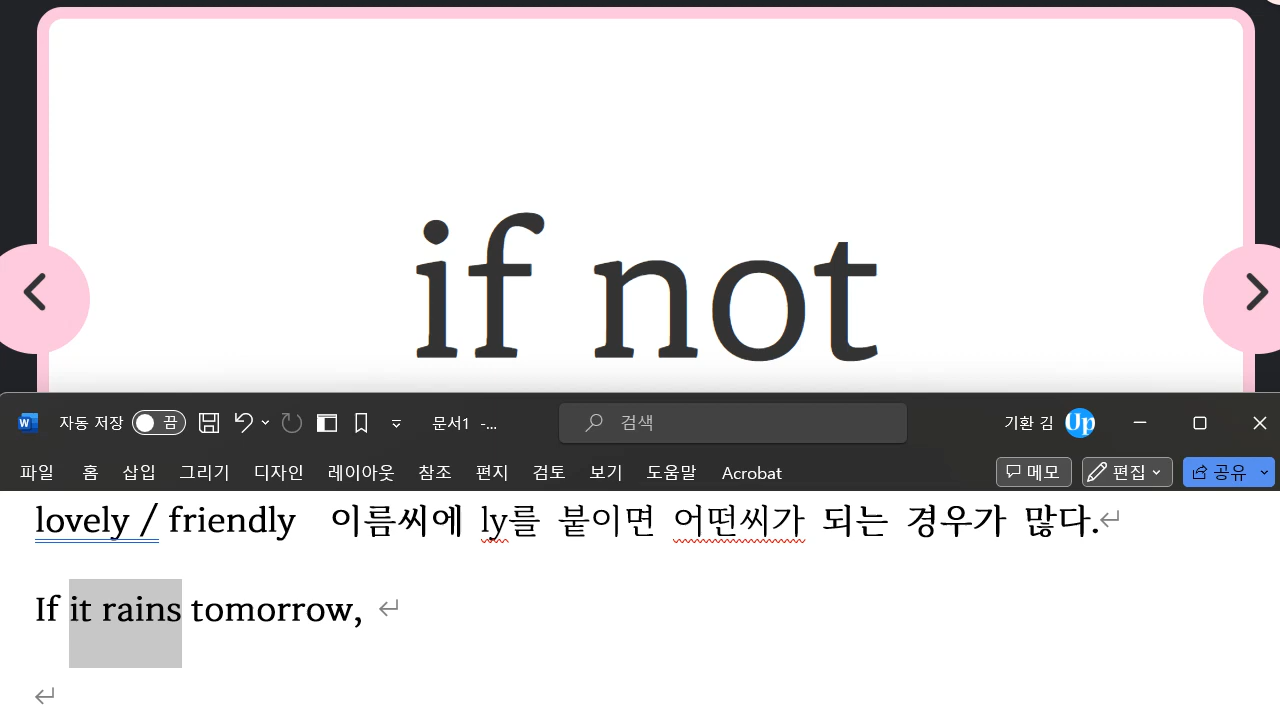 if not
자동 저장 끔 문서1 -... 검색 기환 김 Up
파일 홈 삽입 그리기 디자인 레이아웃 참조 편지 검토 보기 도움말 Acrobat 메모 편집 공유
lovely / friendly 이름씨에 ly를 붙이면 어떤씨가 되는 경우가 많다.
If it rains tomorrow,